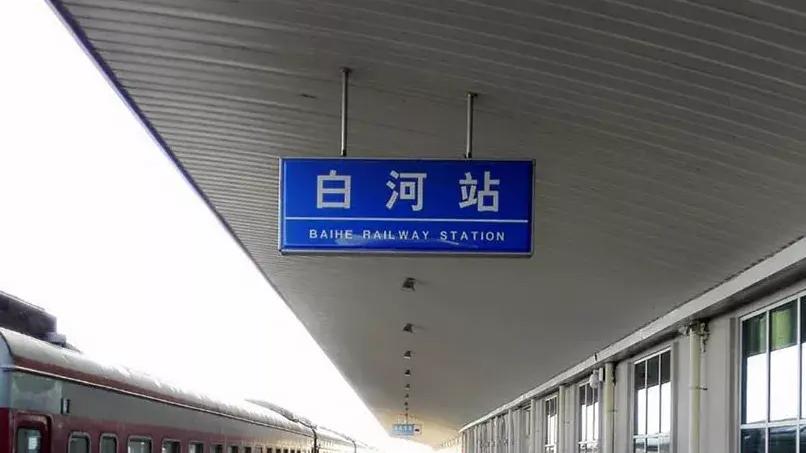 白河站
BAIHE RAILWAY STATION